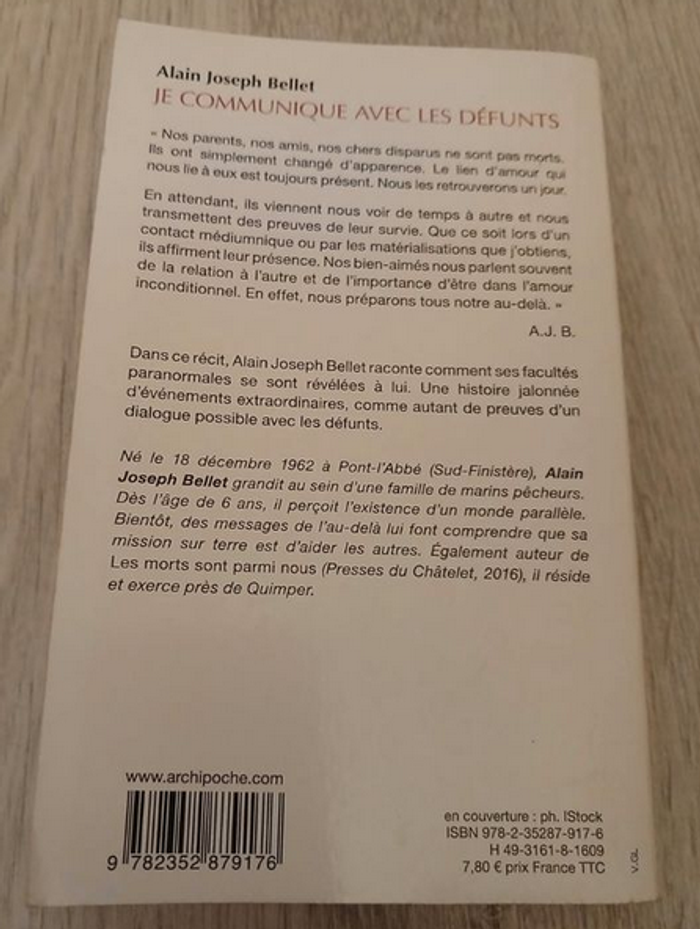 Alain Joseph Bellet
JE COMMUNIQUE AVEC LES DÉFUNTS
« Nos parents, nos amis, nos chers disparus ne sont pas morts.
Ils ont simplement changé d'apparence. Le lien d'amour qui
nous lie à eux est toujours présent. Nous les retrouverons un jour.
En attendant, ils viennent nous voir de temps à autre et nous
transmettent des preuves de leur survie. Que ce soit lors d'un
contact médiumnique ou par les matérialisations que j'obtiens,
ils affirment leur présence. Nos bien-aimés nous parlent souvent
de la relation à l'autre et de l'importance d'être dans l'amour
inconditionnel. En effet, nous préparons tous notre au-delà. »
A.J. B.
Dans ce récit, Alain Joseph Bellet raconte comment ses facultés
paranormales se sont révélées à lui. Une histoire jalonnée
d'événements extraordinaires, comme autant de preuves d'un
dialogue possible avec les défunts.
Né le 18 décembre 1962 à Pont-l'Abbé (Sud-Finistère), Alain
Joseph Bellet grandit au sein d'une famille de marins pêcheurs.
Dès l'âge de 6 ans, il perçoit l'existence d'un monde parallèle.
Bientôt, des messages de l'au-delà lui font comprendre que sa
mission sur terre est d'aider les autres. Également auteur de
Les morts sont parmi nous (Presses du Châtelet, 2016), il réside
et exerce près de Quimper.
www.archipoche.com
9 782352 879176
en couverture : ph. IStock
ISBN 978-2-35287-917-6
H 49-3161-8-1609
7,80 € prix France TTC
V.GL